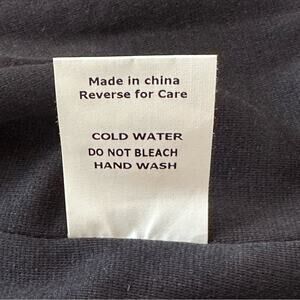 Made in china
Reverse for Care
COLD WATER
DO NOT BLEACH
HAND WASH